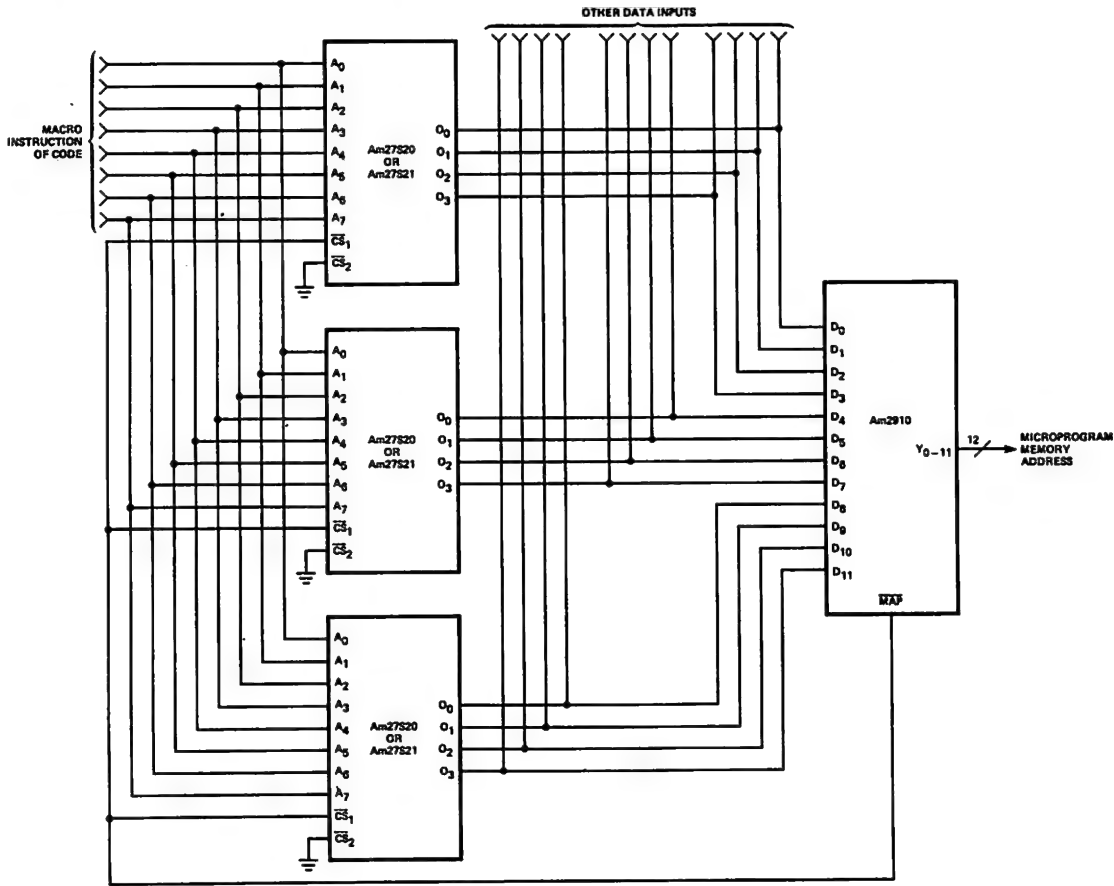 OTHER DATA INPUTS
MACRO
INSTRUCTION
OF CODE
A0
A1
A2
A3
A4
A5
A6
A7
CS1
CS2
Am27S20
OR
Am27S21
O0
O1
O2
O3
A0
A1
A2
A3
A4
A5
A6
A7
CS1
CS2
Am27S20
OR
Am27S21
O0
O1
O2
O3
A0
A1
A2
A3
A4
A5
A6
A7
CS1
CS2
Am27S20
OR
Am27S21
O0
O1
O2
O3
D0
D1
D2
D3
D4
D5
D6
D7
D8
D9
D10
D11
Am2910
Y0-11
MAP
12
MICROPROGRAM
MEMORY
ADDRESS